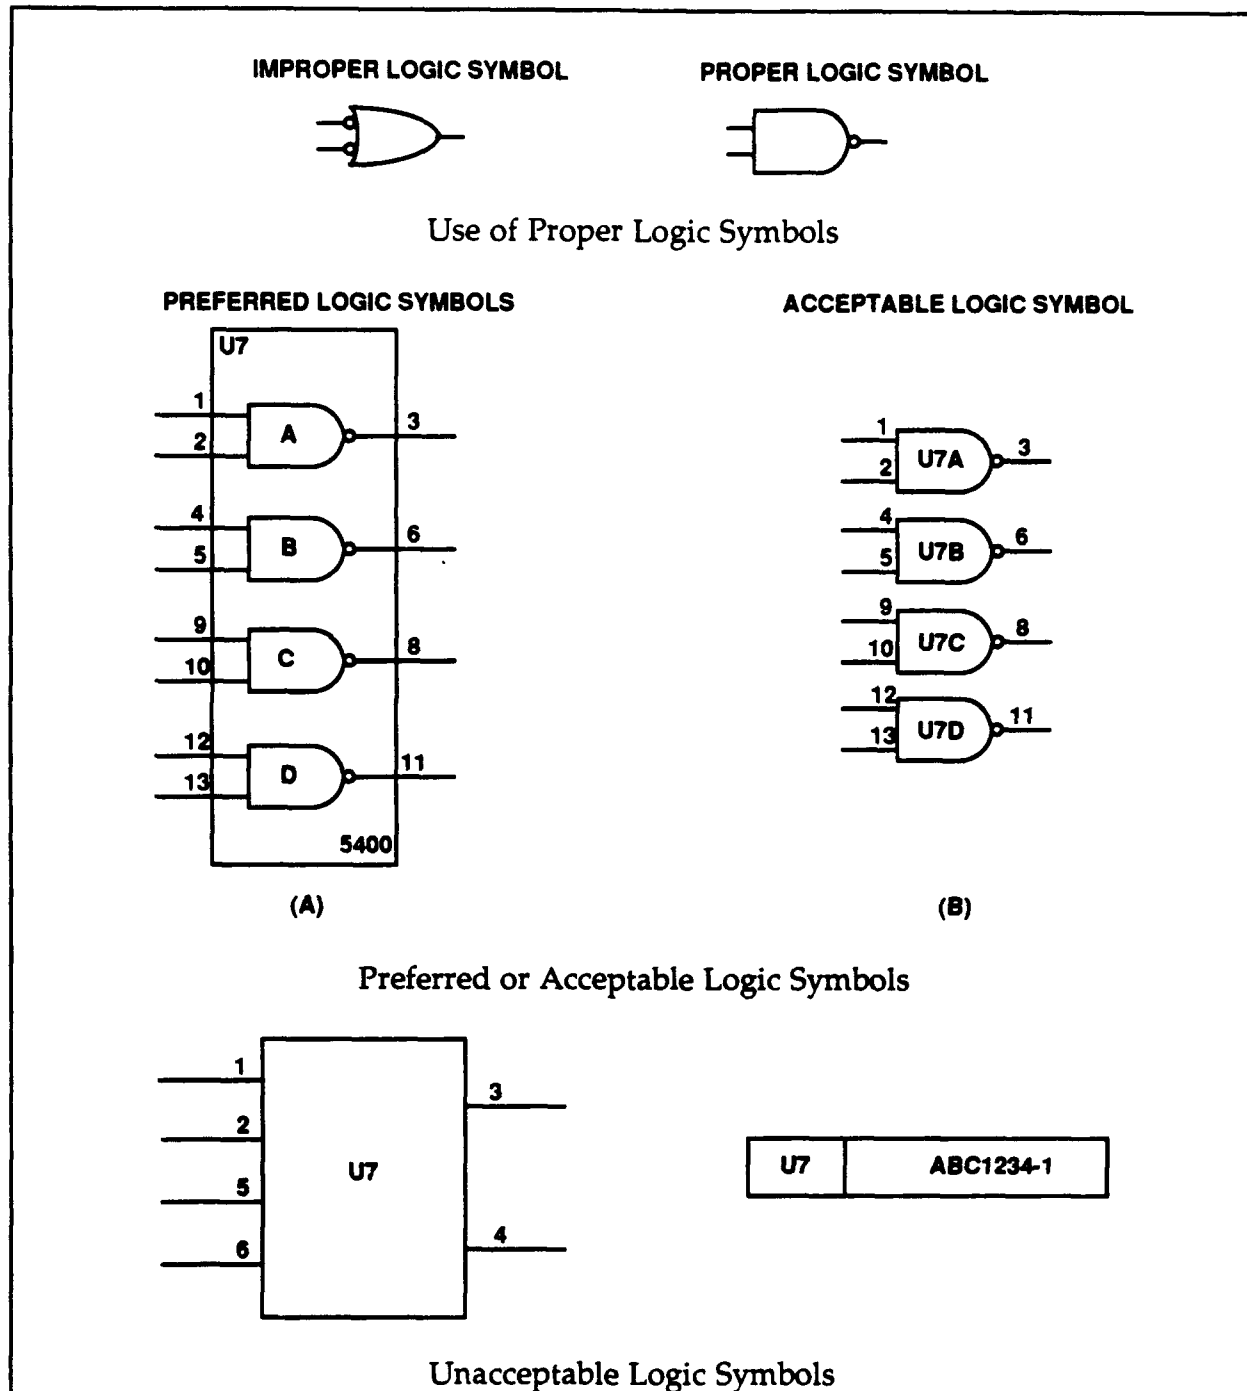 IMPROPER LOGIC SYMBOL
PROPER LOGIC SYMBOL
Use of Proper Logic Symbols
PREFERRED LOGIC SYMBOLS
U7
1
2
A
3
4
5
B
6
9
10
C
8
12
13
D
11
5400
(A)
ACCEPTABLE LOGIC SYMBOL
1
2
U7A
3
4
5
U7B
6
9
10
U7C
8
12
13
U7D
11
(B)
Preferred or Acceptable Logic Symbols
1
2
5
6
U7
3
4
U7 ABC1234-1
Unacceptable Logic Symbols